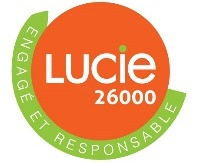 LUCie
26000
ENGAGÉ ET RESPONSABLE